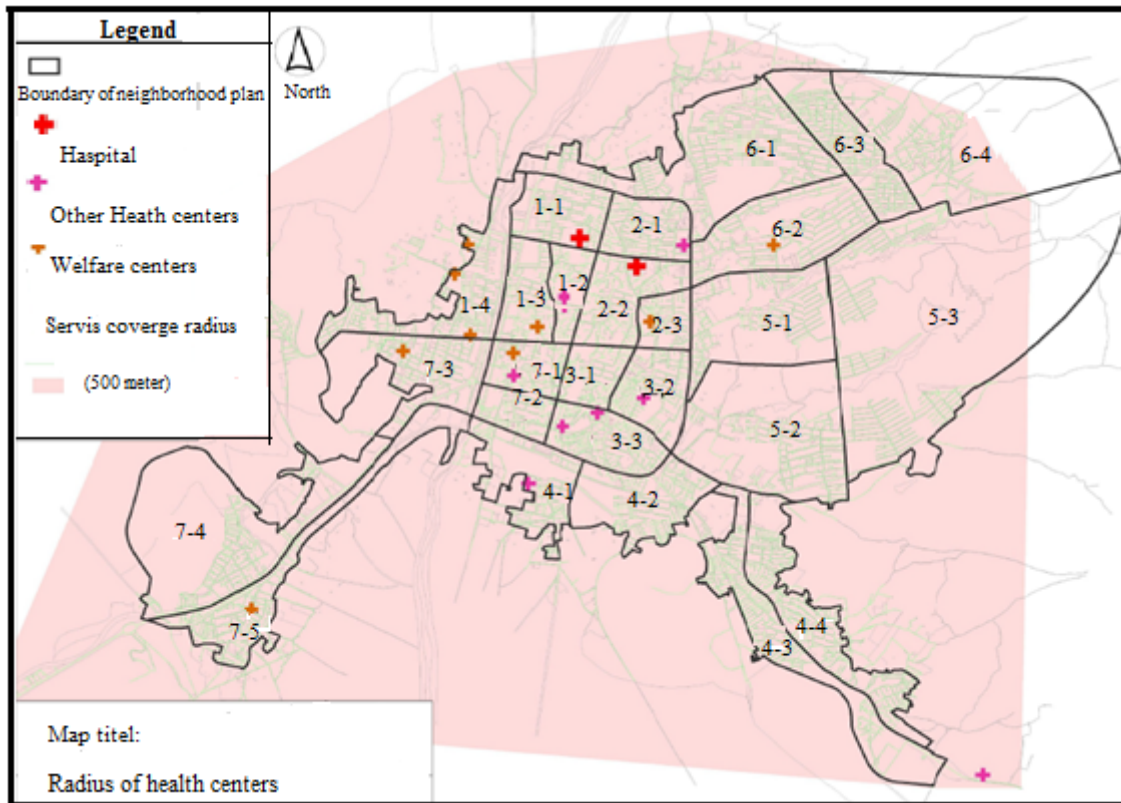 Legend
Boundary of neighborhood plan
Haspital
Other Heath centers
Welfare centers
Servis coverge radius
(500 meter)
North
6-1
6-3
6-4
1-1
2-1
6-2
1-2
1-3
2-2
1-4
2-3
5-1
5-3
7-3
7-1
3-1
3-2
7-2
5-2
3-3
4-1
4-2
7-4
7-5
4-4
4-3
Map titel:
Radius of health centers